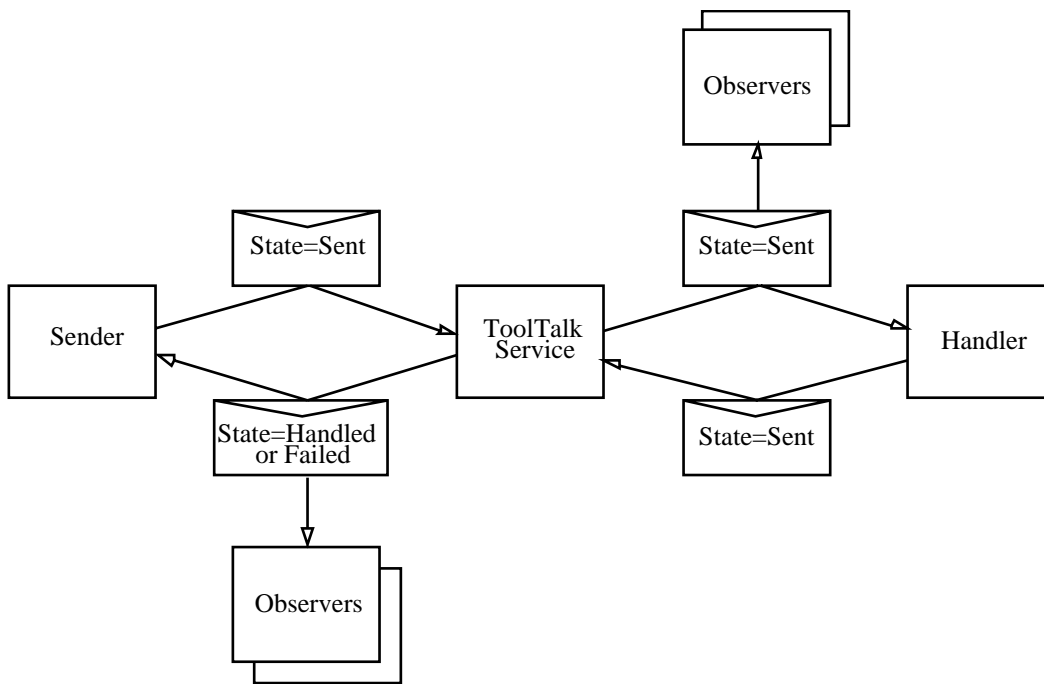 Observers
State=Sent
State=Sent
Sender
ToolTalk
Service
Handler
State=Handled
or Failed
State=Sent
Observers